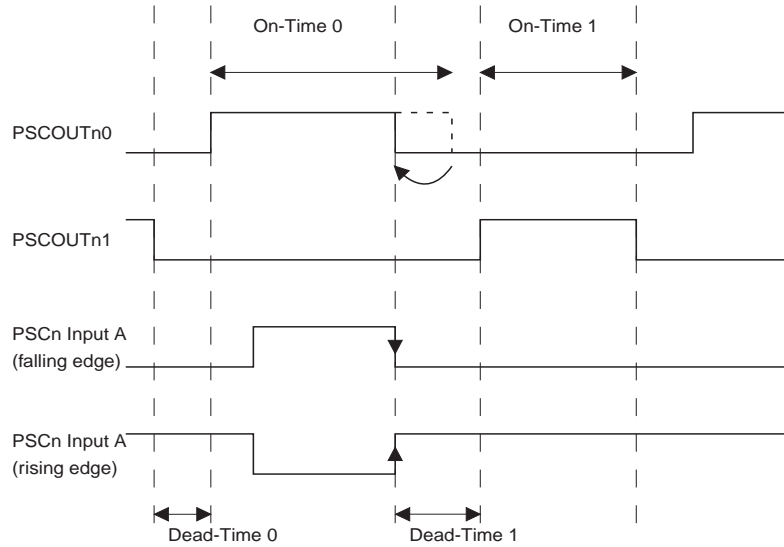 On-Time 0
On-Time 1
PSCOUTn0
PSCOUTn1
PSCn Input A
(falling edge)
PSCn Input A
(rising edge)
Dead-Time 0
Dead-Time 1